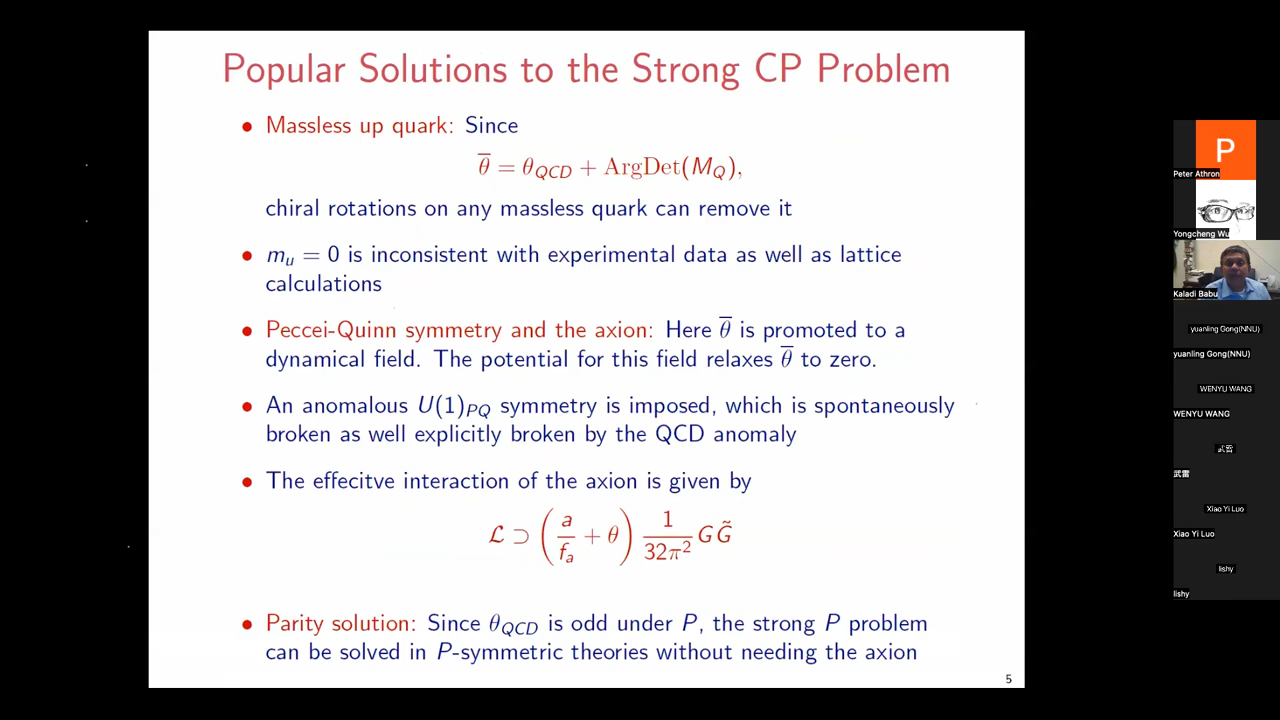 Popular Solutions to the Strong CP Problem
• Massless up quark: Since
θ̅ = θ_QCD + ArgDet(M_Q),
chiral rotations on any massless quark can remove it
• m_u = 0 is inconsistent with experimental data as well as lattice
calculations
• Peccei-Quinn symmetry and the axion: Here θ̅ is promoted to a
dynamical field. The potential for this field relaxes θ̅ to zero.
• An anomalous U(1)_PQ symmetry is imposed, which is spontaneously
broken as well explicitly broken by the QCD anomaly
• The effecitve interaction of the axion is given by
ℒ ⊃ (a/f_a + θ) 1/32π² G G̃
• Parity solution: Since θ_QCD is odd under P, the strong P problem
can be solved in P-symmetric theories without needing the axion
5
P
Peter Athron
Yongcheng Wu
Kaladi Babu
yuanling Gong(NNU)
yuanling Gong(NNU)
WENYU WANG
WENYU WANG
武雷
武雷
Xiao Yi Luo
Xiao Yi Luo
lishy
lishy